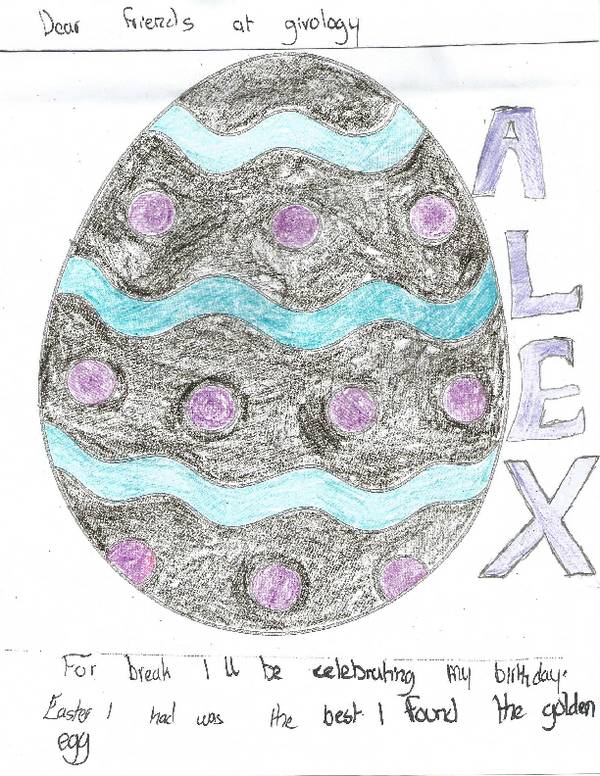 Dear friends at givology
ALEX
For break I ll be celebrating my birthday.
Easter I had was the best. I found the golden
egg